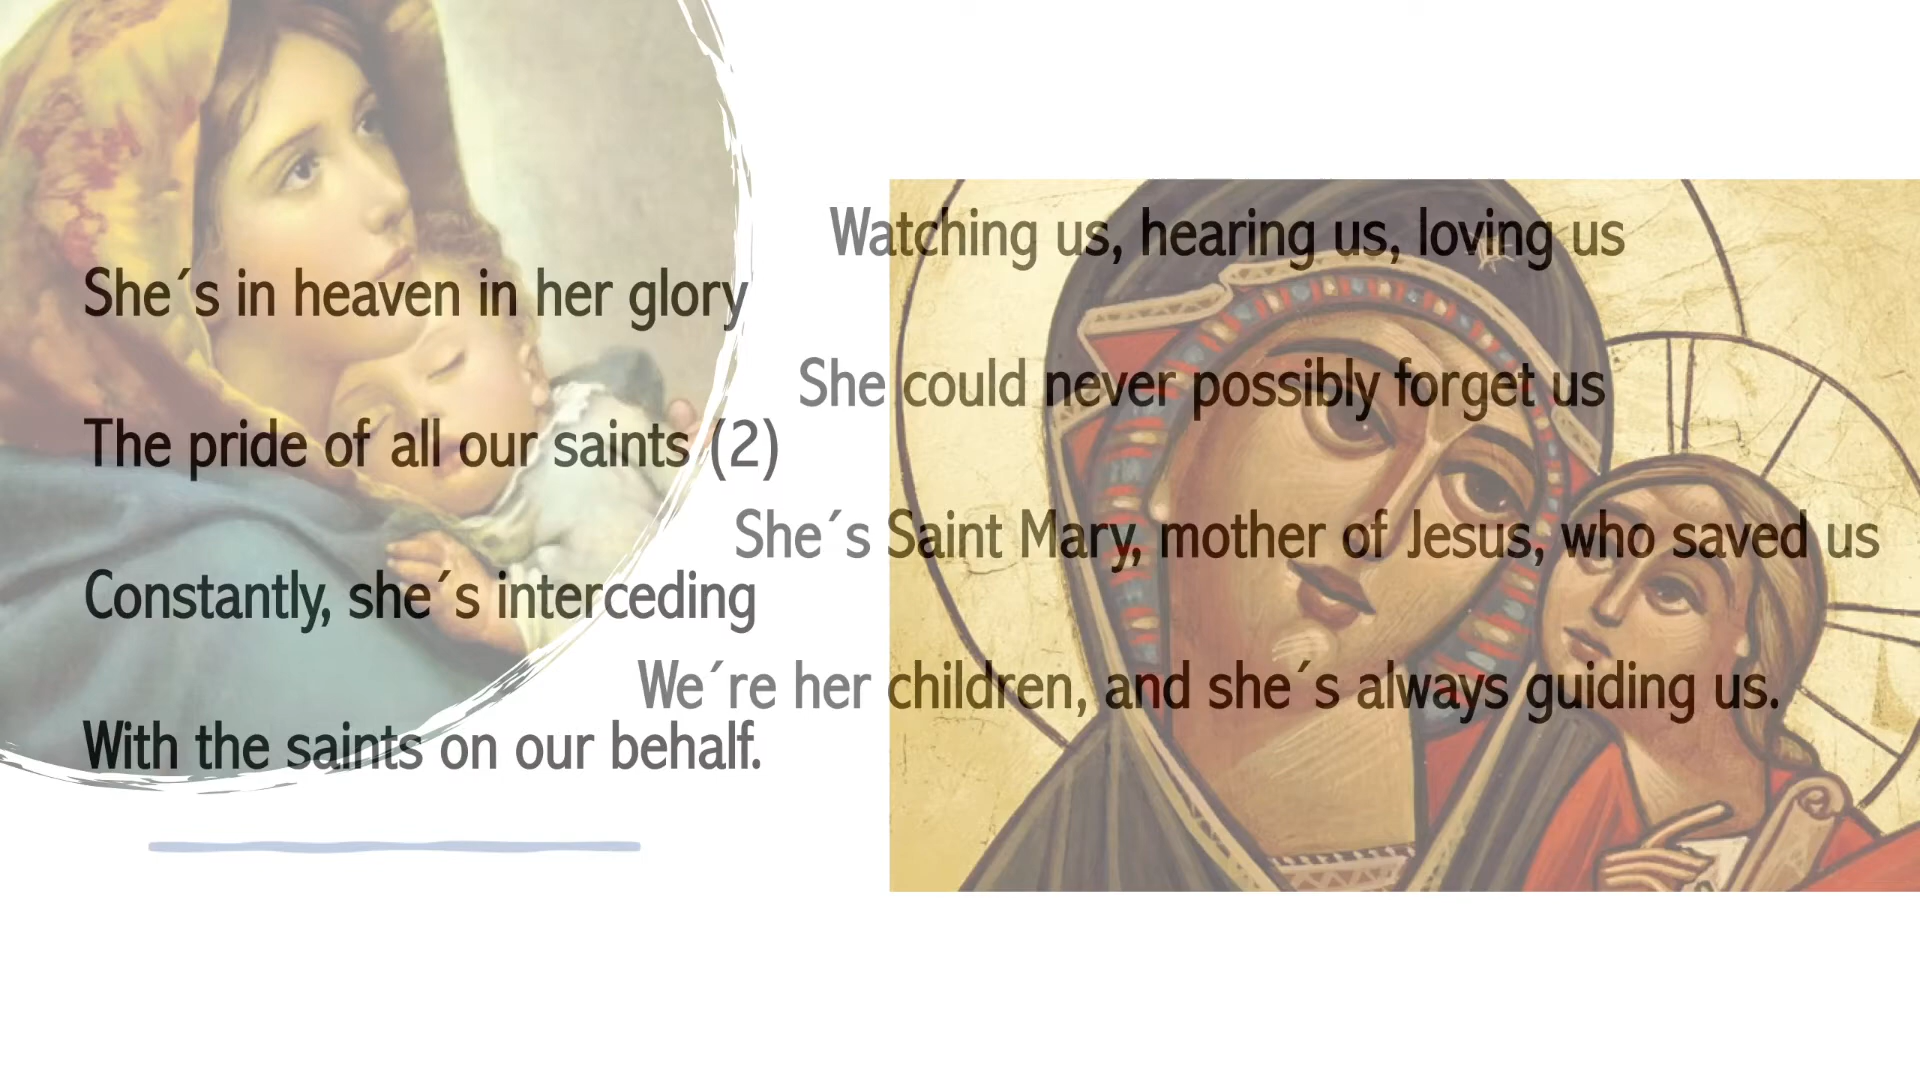 She´s in heaven in her glory
The pride of all our saints (2)
Constantly, she´s interceding
With the saints on our behalf.
Watching us, hearing us, loving us
She could never possibly forget us
She´s Saint Mary, mother of Jesus, who saved us
We´re her children, and she´s always guiding us.